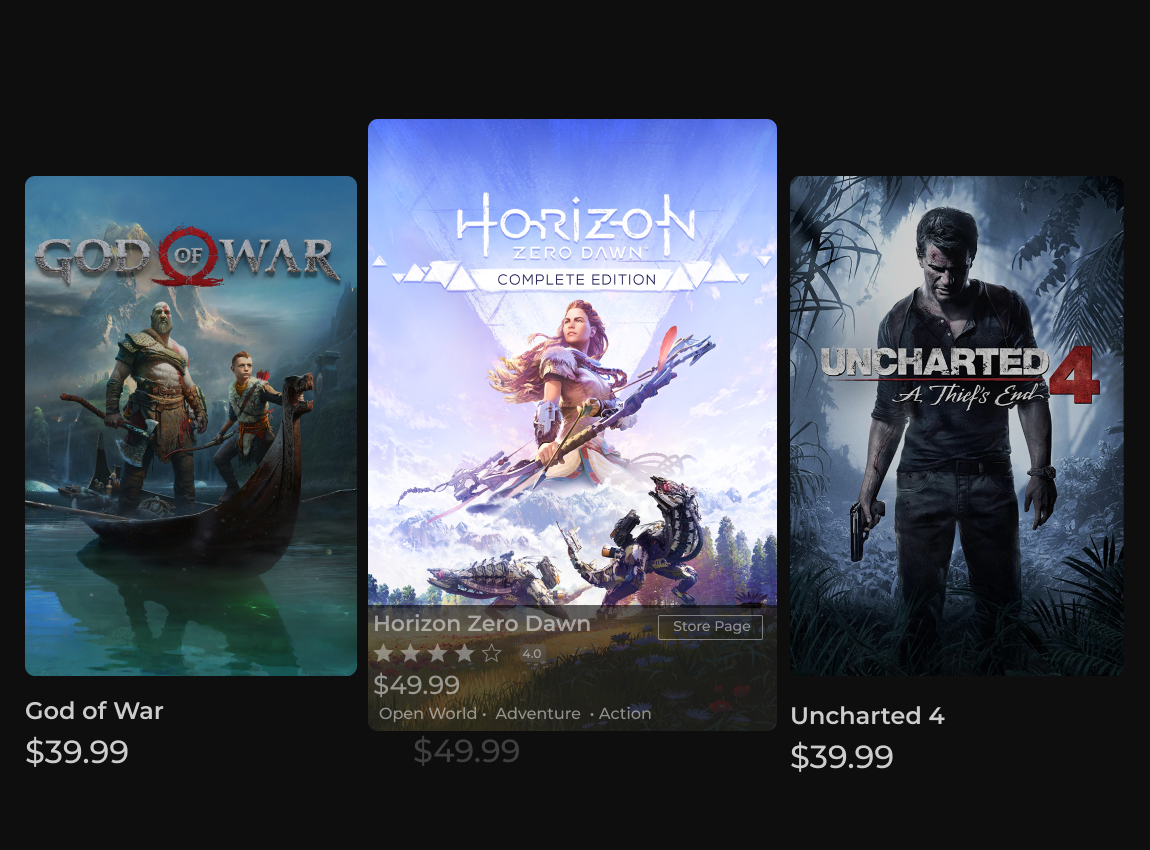 GOD OF WAR
God of War
$39.99
HORIZON
ZERO DAWN™
COMPLETE EDITION
Horizon Zero Dawn
Store Page
4.0
$49.99
Open World • Adventure • Action
$49.99
UNCHARTED 4
A Thief's End
Uncharted 4
$39.99